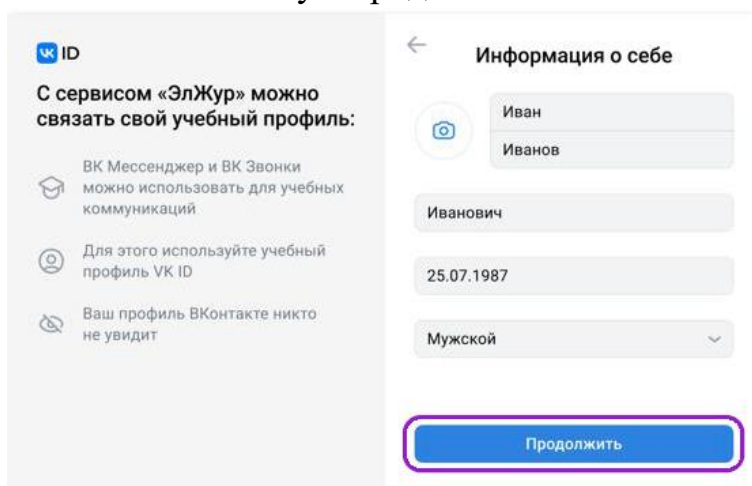 VK ID
С сервисом «ЭлЖур» можно
связать свой учебный профиль:
ВК Мессенджер и ВК Звонки
можно использовать для учебных
коммуникаций
Для этого используйте учебный
профиль VK ID
Ваш профиль ВКонтакте никто
не увидит
Информация о себе
Иван
Иванов
Иванович
25.07.1987
Мужской
Продолжить